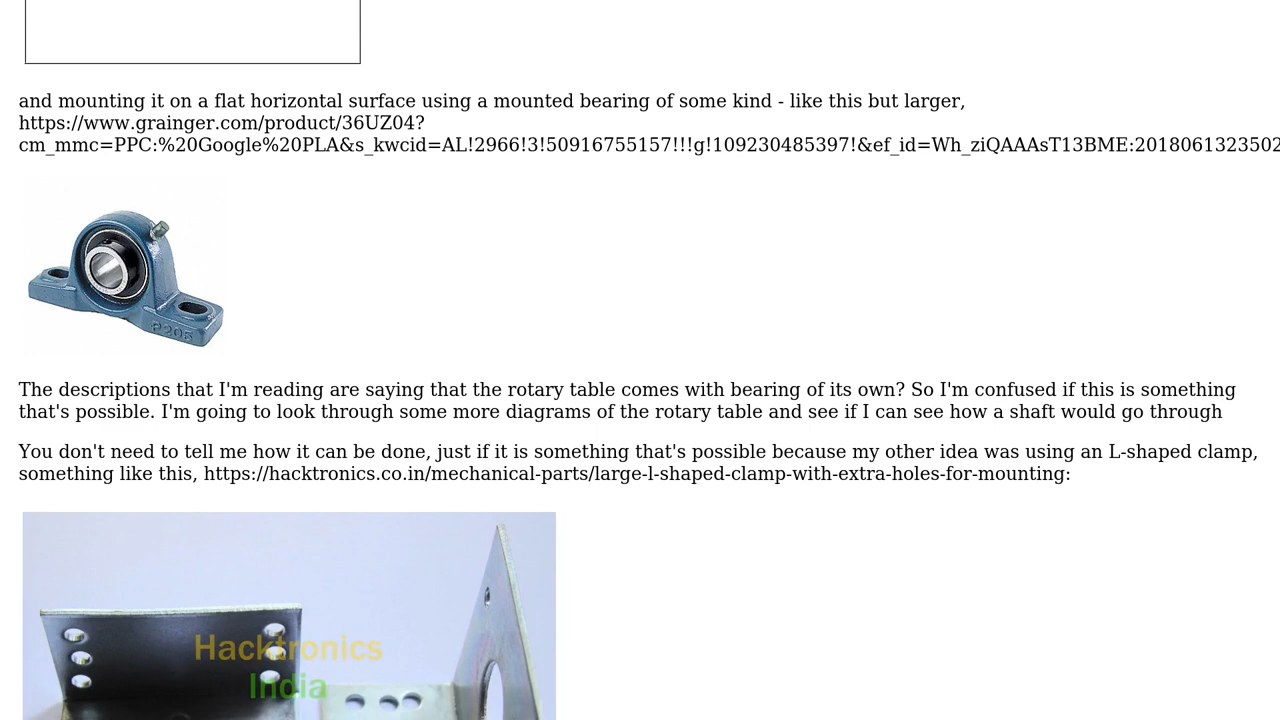 and mounting it on a flat horizontal surface using a mounted bearing of some kind - like this but larger,
https://www.grainger.com/product/36UZ04?
cm_mmc=PPC:%20Google%20PLA&s_kwcid=AL!2966!3!50916755157!!!g!109230485397!&ef_id=Wh_ziQAAAsT13BME:2018061323502
P205
The descriptions that I'm reading are saying that the rotary table comes with bearing of its own? So I'm confused if this is something
that's possible. I'm going to look through some more diagrams of the rotary table and see if I can see how a shaft would go through
You don't need to tell me how it can be done, just if it is something that's possible because my other idea was using an L-shaped clamp,
something like this, https://hacktronics.co.in/mechanical-parts/large-l-shaped-clamp-with-extra-holes-for-mounting:
Hacktronics
India